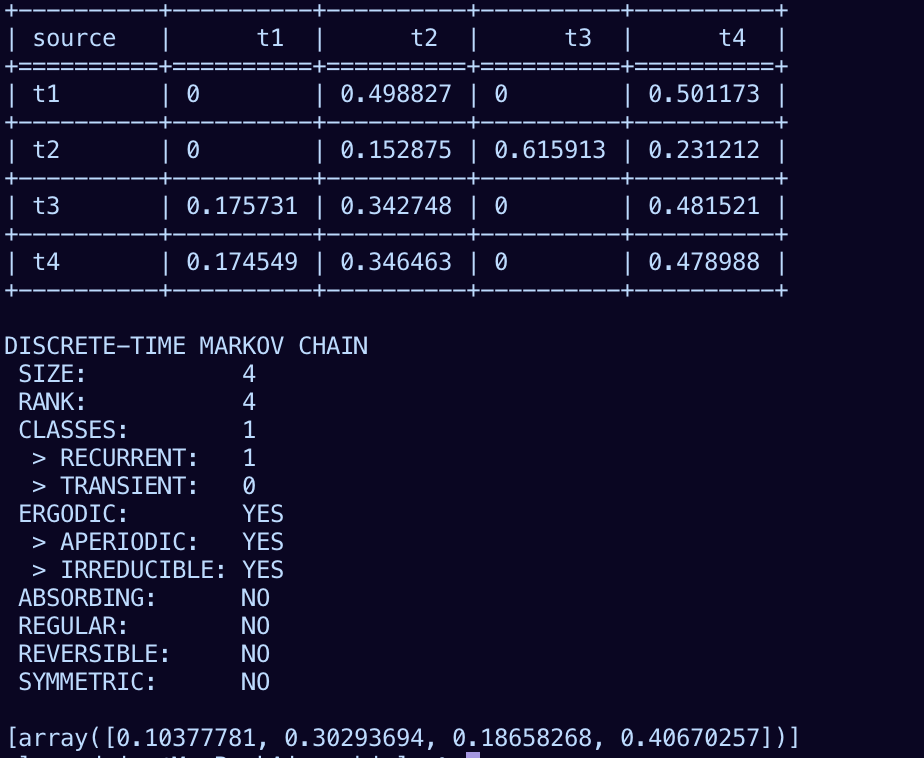 +----------+----------+----------+----------+----------+
| source   |       t1 |       t2 |       t3 |       t4 |
+==========+==========+==========+==========+==========+
| t1       | 0        | 0.498827 | 0        | 0.501173 |
+----------+----------+----------+----------+----------+
| t2       | 0        | 0.152875 | 0.615913 | 0.231212 |
+----------+----------+----------+----------+----------+
| t3       | 0.175731 | 0.342748 | 0        | 0.481521 |
+----------+----------+----------+----------+----------+
| t4       | 0.174549 | 0.346463 | 0        | 0.478988 |
+----------+----------+----------+----------+----------+
DISCRETE-TIME MARKOV CHAIN
SIZE:           4
RANK:           4
CLASSES:        1
> RECURRENT:   1
> TRANSIENT:   0
ERGODIC:        YES
> APERIODIC:   YES
> IRREDUCIBLE: YES
ABSORBING:      NO
REGULAR:        NO
REVERSIBLE:     NO
SYMMETRIC:      NO
[array([0.10377781, 0.30293694, 0.18658268, 0.40670257])]